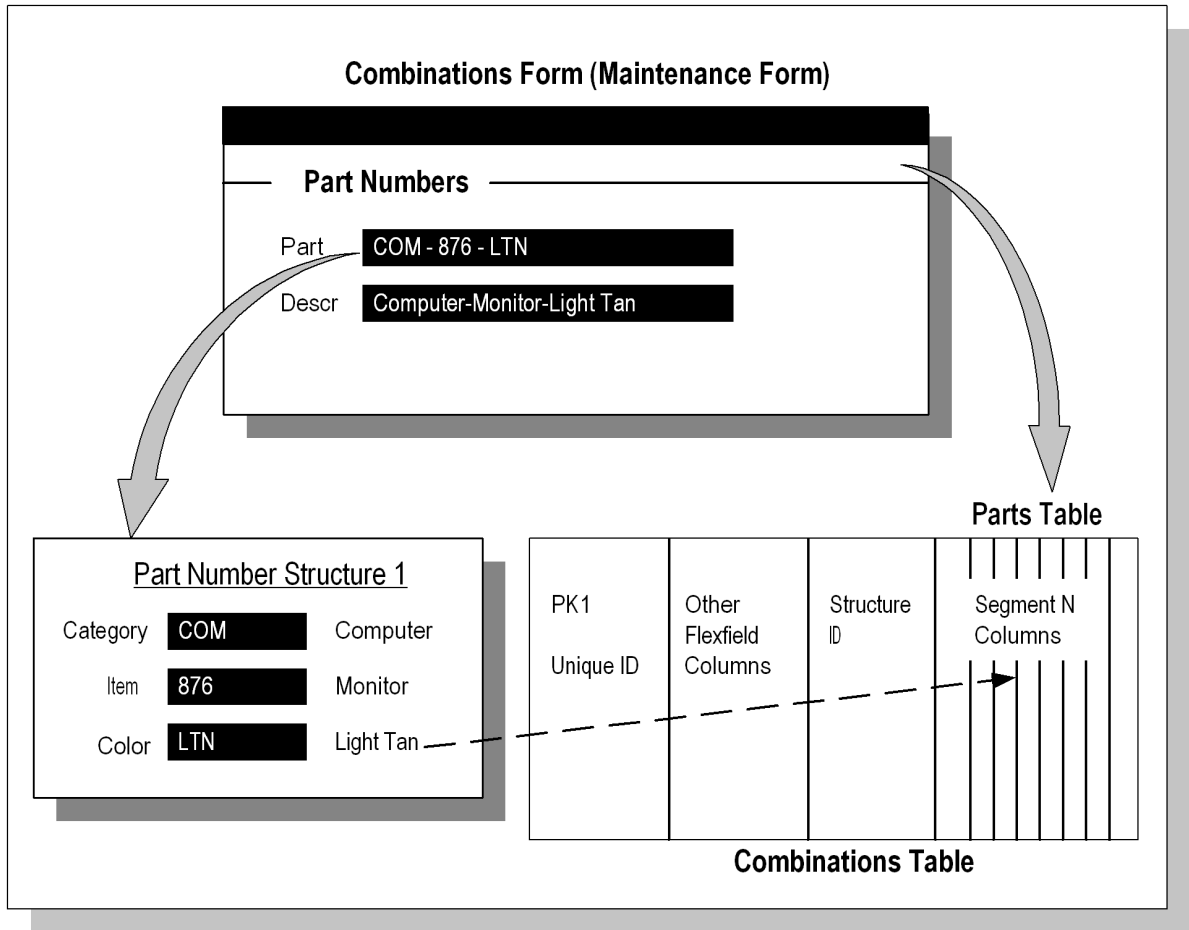 Combinations Form (Maintenance Form)
Part Numbers
Part COM - 876 - LTN
Descr Computer-Monitor-Light Tan
Part Number Structure 1
Category COM Computer
Item 876 Monitor
Color LTN Light Tan
Parts Table
PK1
Unique ID
Other
Flexfield
Columns
Structure
ID
Segment N
Columns
Combinations Table